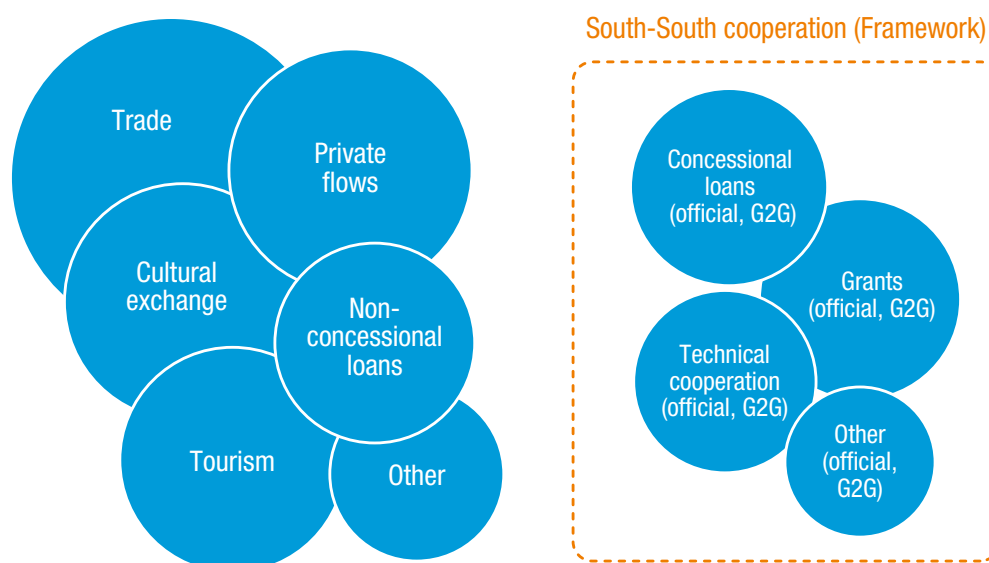 South-South cooperation (Framework)
Trade
Private
flows
Cultural
exchange
Non-
concessional
loans
Tourism
Other
Concessional
loans
(official, G2G)
Grants
(official, G2G)
Technical
cooperation
(official, G2G)
Other
(official,
G2G)